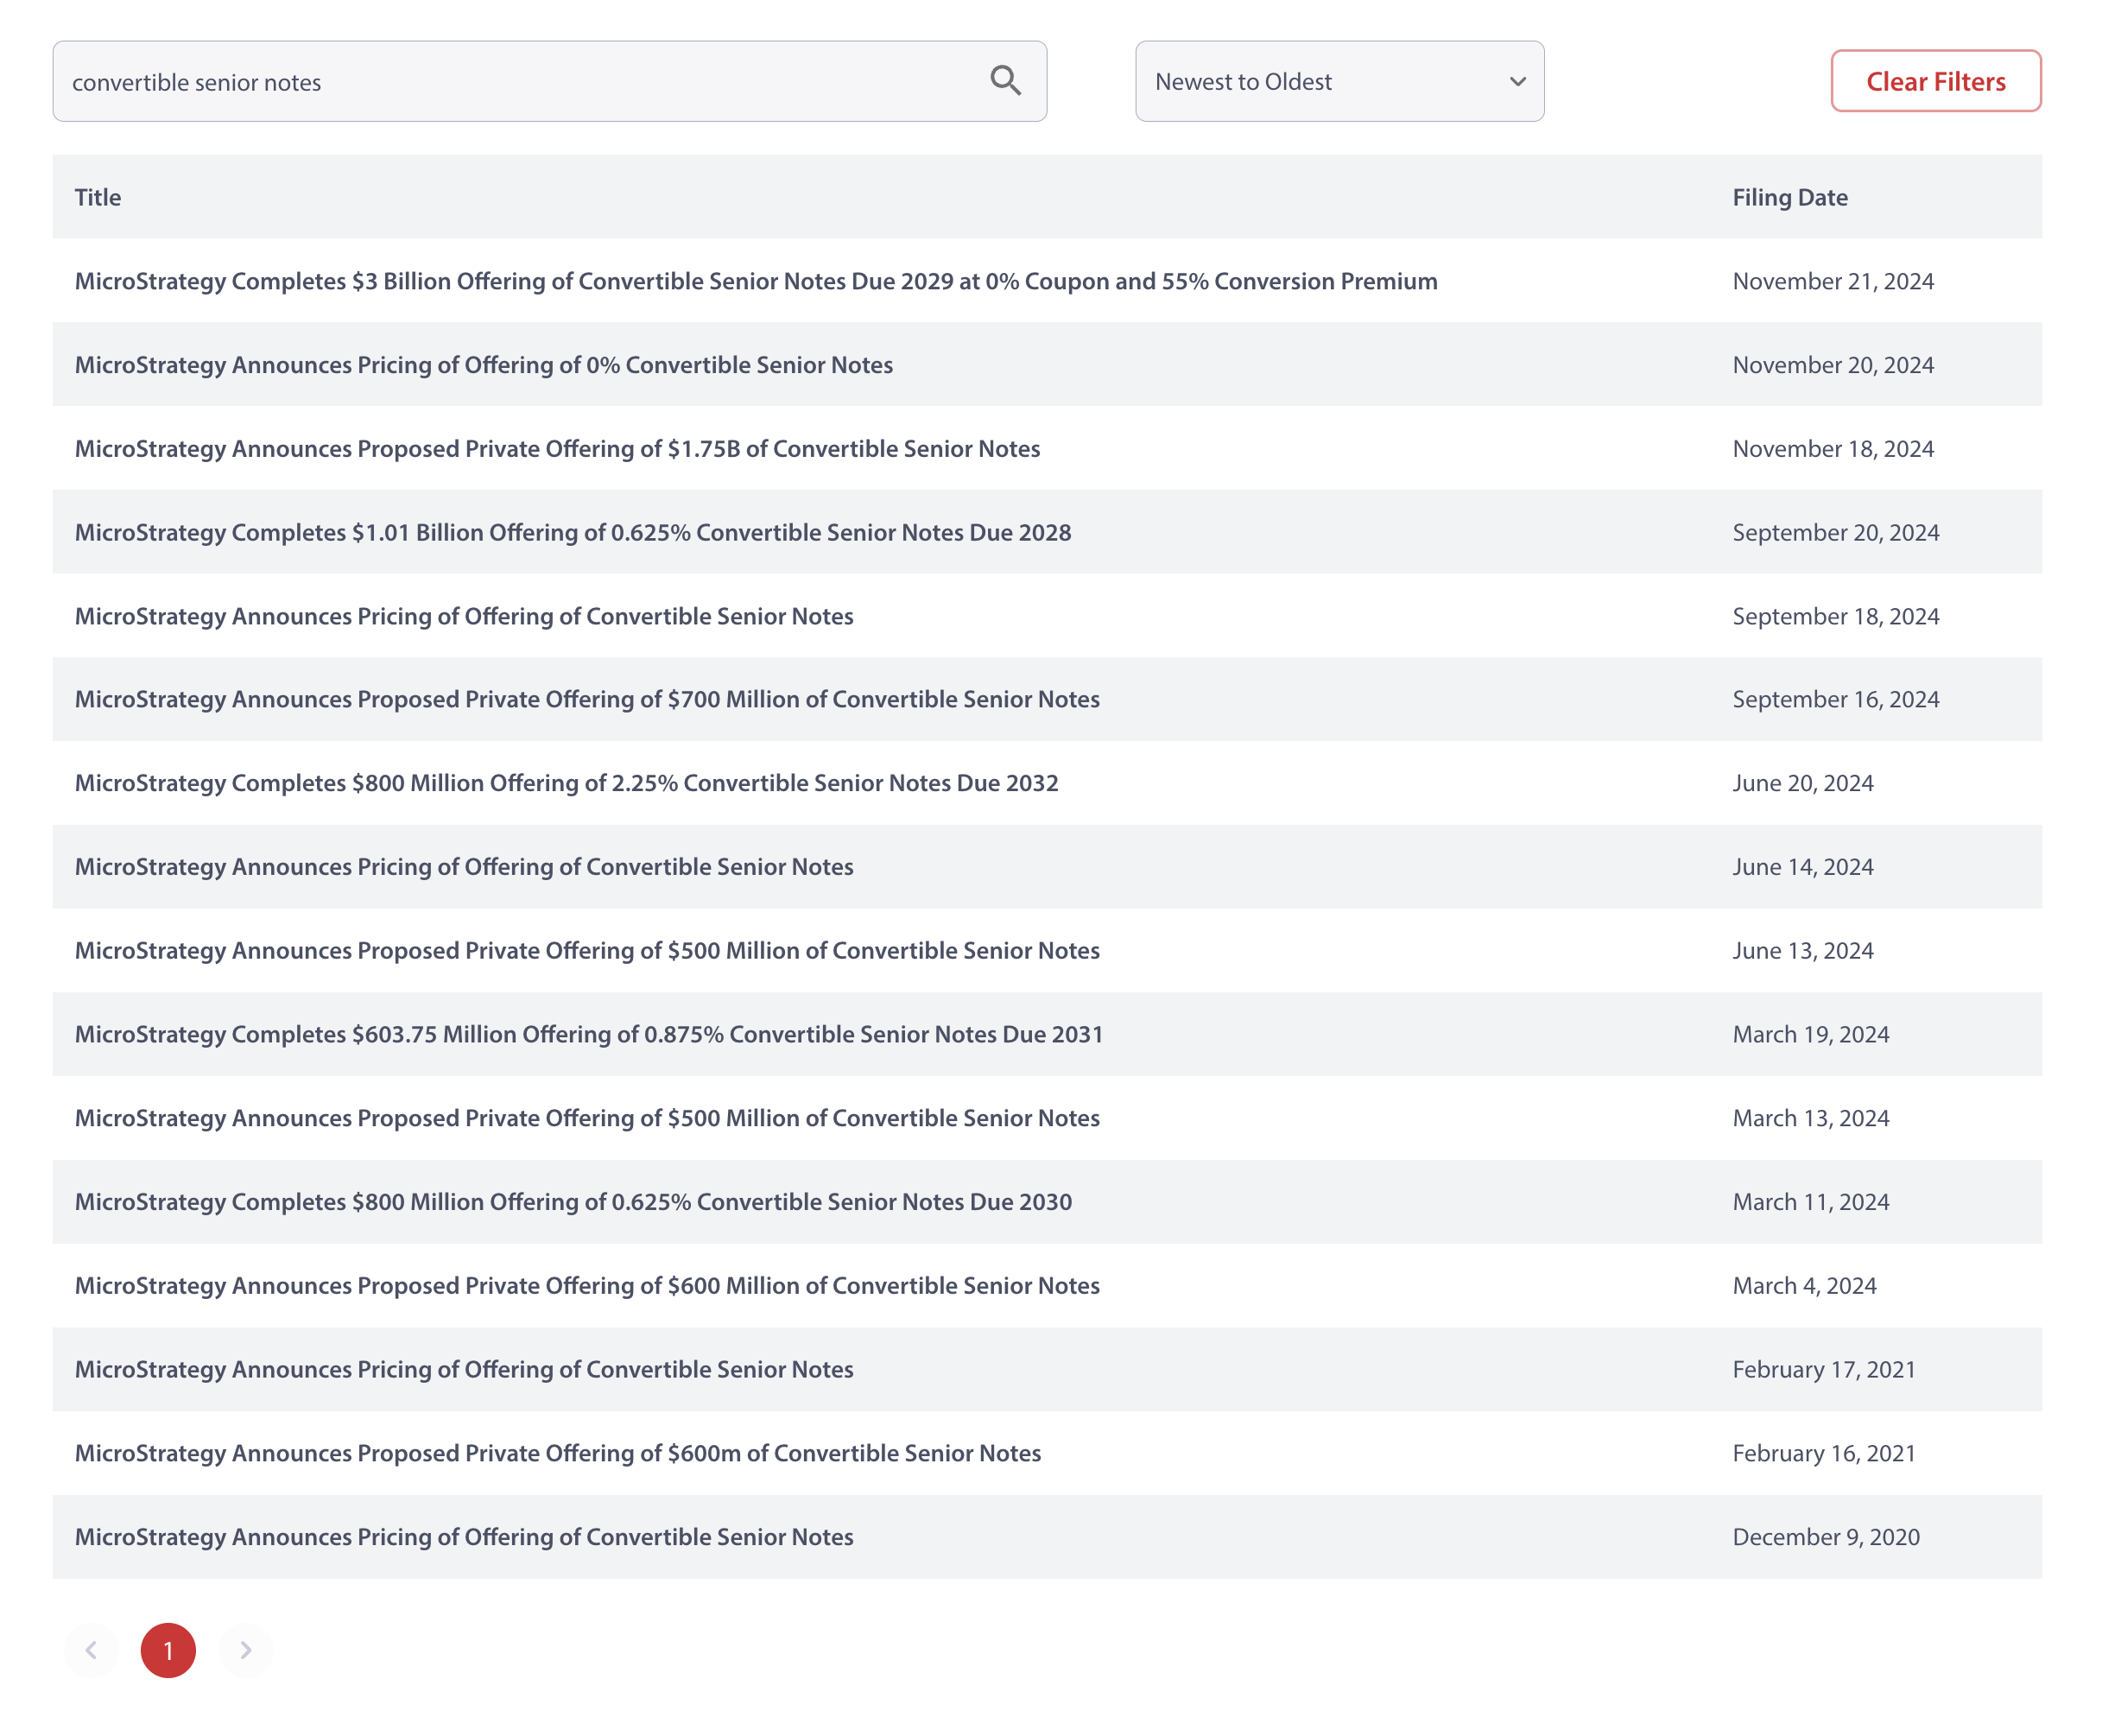 convertible senior notes
Newest to Oldest
Clear Filters
Title Filing Date
MicroStrategy Completes $3 Billion Offering of Convertible Senior Notes Due 2029 at 0% Coupon and 55% Conversion Premium November 21, 2024
MicroStrategy Announces Pricing of Offering of 0% Convertible Senior Notes November 20, 2024
MicroStrategy Announces Proposed Private Offering of $1.75B of Convertible Senior Notes November 18, 2024
MicroStrategy Completes $1.01 Billion Offering of 0.625% Convertible Senior Notes Due 2028 September 20, 2024
MicroStrategy Announces Pricing of Offering of Convertible Senior Notes September 18, 2024
MicroStrategy Announces Proposed Private Offering of $700 Million of Convertible Senior Notes September 16, 2024
MicroStrategy Completes $800 Million Offering of 2.25% Convertible Senior Notes Due 2032 June 20, 2024
MicroStrategy Announces Pricing of Offering of Convertible Senior Notes June 14, 2024
MicroStrategy Announces Proposed Private Offering of $500 Million of Convertible Senior Notes June 13, 2024
MicroStrategy Completes $603.75 Million Offering of 0.875% Convertible Senior Notes Due 2031 March 19, 2024
MicroStrategy Announces Proposed Private Offering of $500 Million of Convertible Senior Notes March 13, 2024
MicroStrategy Completes $800 Million Offering of 0.625% Convertible Senior Notes Due 2030 March 11, 2024
MicroStrategy Announces Proposed Private Offering of $600 Million of Convertible Senior Notes March 4, 2024
MicroStrategy Announces Pricing of Offering of Convertible Senior Notes February 17, 2021
MicroStrategy Announces Proposed Private Offering of $600m of Convertible Senior Notes February 16, 2021
MicroStrategy Announces Pricing of Offering of Convertible Senior Notes December 9, 2020
1